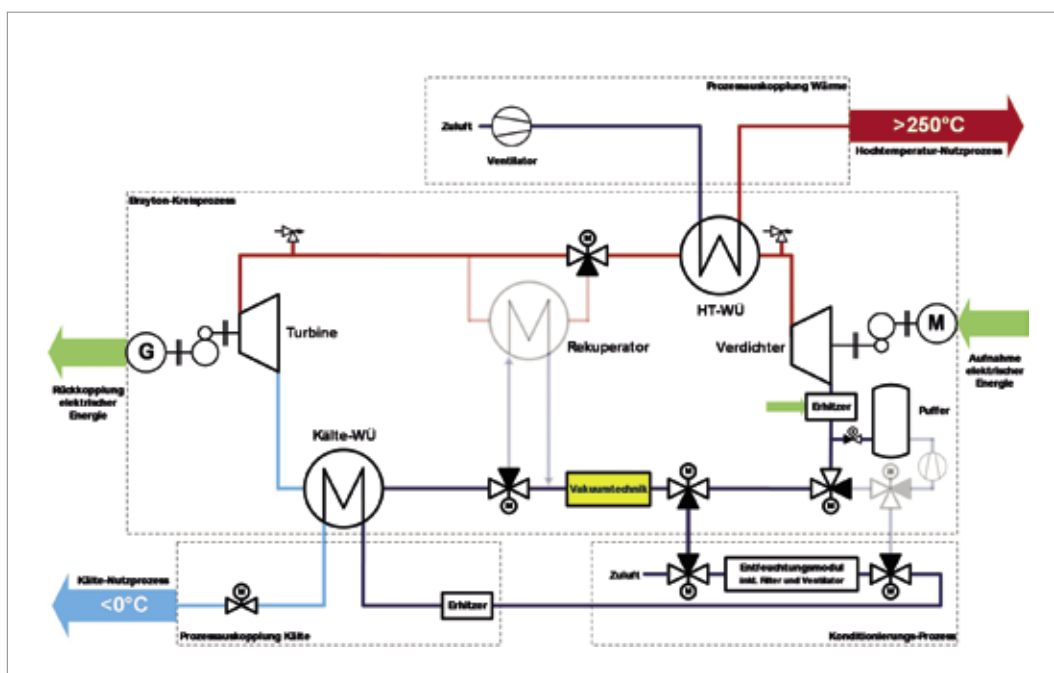 Prozessauskopplung Wärme
Zuluft
Ventilator
>250°C
Hochtemperatur-Nutzprozess
Brayton-Kreisprozess
HT-WÜ
Turbine
Rekuperator
Verdichter
G
M
Rückkopplung
elektrischer
Energie
Aufnahme
elektrischer
Energie
Erhitzer
Puffer
Kälte-WÜ
Vakuumtechnik
M
M
M
M
M
M
M
Kälte-Nutzprozess
<0°C
Zuluft
Entfeuchtungsmodul
inkl. Filter und Ventilator
M
M
M
Erhitzer
Prozessauskopplung Kälte
Konditionierungs-Prozess